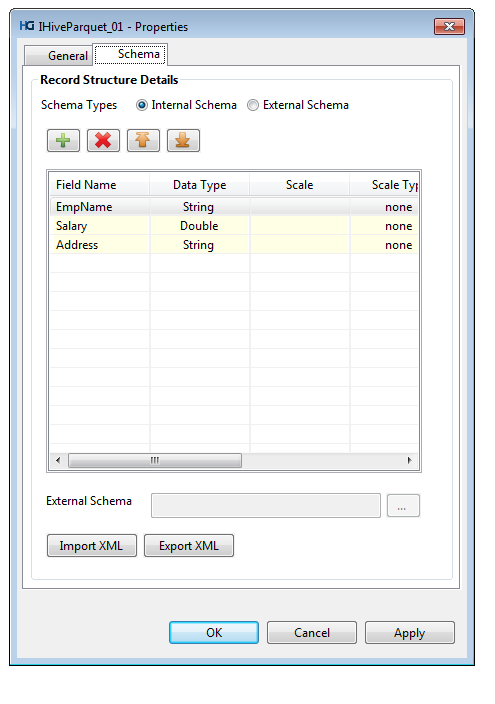 HG IHiveParquet_01 - Properties
General Schema
Record Structure Details
Schema Types Internal Schema External Schema
Field Name Data Type Scale Scale Typ
EmpName String none
Salary Double none
Address String none
External Schema ...
Import XML Export XML
OK Cancel Apply